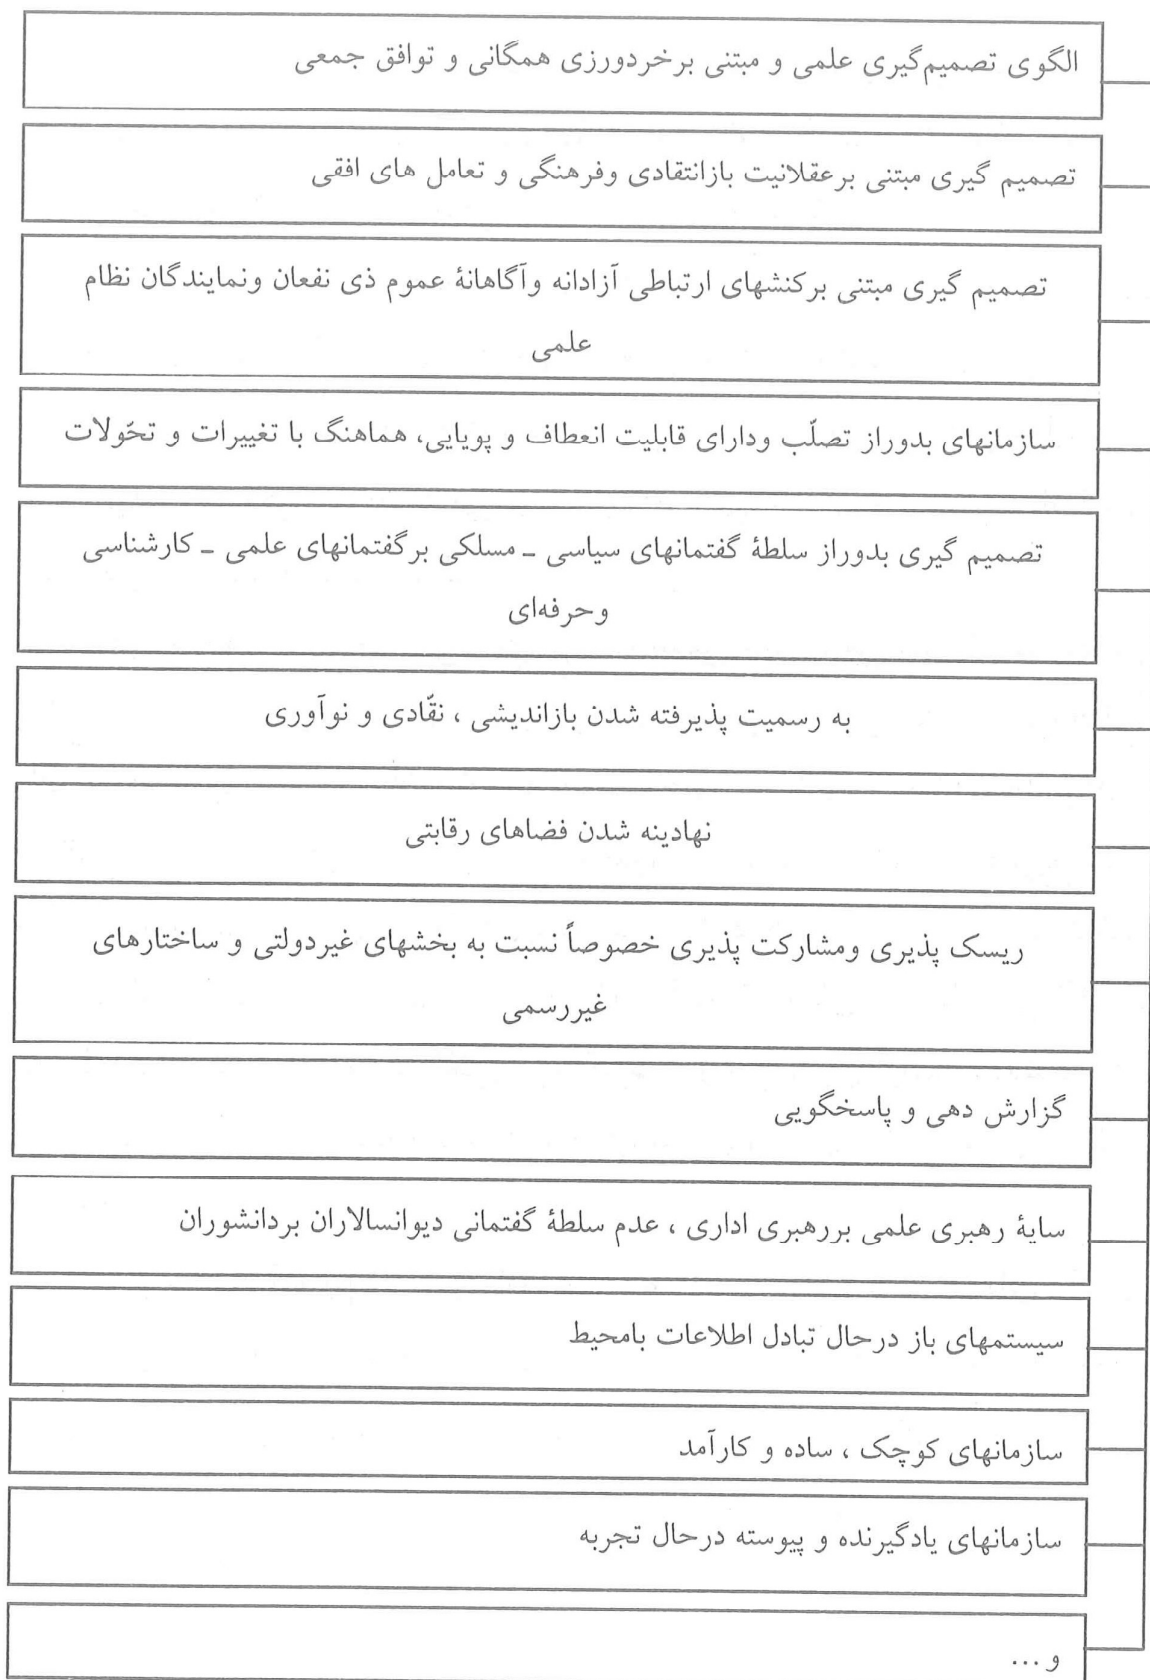 الگوی تصمیم‌گیری علمی و مبتنی برخردورزی همگانی و توافق جمعی
تصمیم گیری مبتنی برعقلانیت بازانتقادی وفرهنگی و تعامل های افقی
تصمیم گیری مبتنی برکنشهای ارتباطی آزادانه وآگاهانهٔ عموم ذی نفعان ونمایندگان نظام
علمی
سازمانهای بدوراز تصلّب ودارای قابلیت انعطاف و پویایی، هماهنگ با تغییرات و تحّولات
تصمیم گیری بدوراز سلطهٔ گفتمانهای سیاسی ـ مسلکی برگفتمانهای علمی ـ کارشناسی
وحرفه‌ای
به رسمیت پذیرفته شدن بازاندیشی ، نقّادی و نوآوری
نهادینه شدن فضاهای رقابتی
ریسک پذیری ومشارکت پذیری خصوصاً نسبت به بخشهای غیردولتی و ساختارهای
غیررسمی
گزارش دهی و پاسخگویی
سایهٔ رهبری علمی بررهبری اداری ، عدم سلطهٔ گفتمانی دیوانسالاران بردانشوران
سیستمهای باز درحال تبادل اطلاعات بامحیط
سازمانهای کوچک ، ساده و کارآمد
سازمانهای یادگیرنده و پیوسته درحال تجربه
و ...